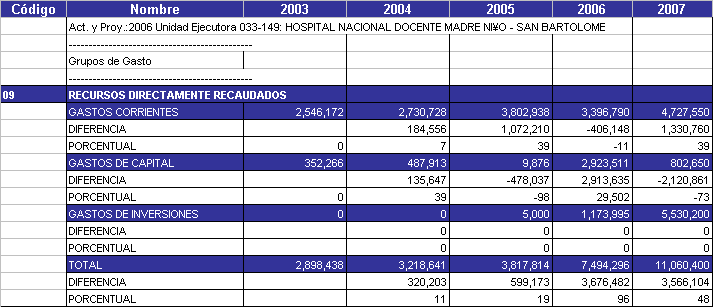 Código Nombre 2003 2004 2005 2006 2007
Act. y Proy.:2006 Unidad Ejecutora 033-149: HOSPITAL NACIONAL DOCENTE MADRE NI¥O - SAN BARTOLOME
----------------------------------------------
Grupos de Gasto
----------------------------------------------
09 RECURSOS DIRECTAMENTE RECAUDADOS
GASTOS CORRIENTES 2,546,172 2,730,728 3,802,938 3,396,790 4,727,550
DIFERENCIA 184,556 1,072,210 -406,148 1,330,760
PORCENTUAL 0 7 39 -11 39
GASTOS DE CAPITAL 352,266 487,913 9,876 2,923,511 802,650
DIFERENCIA 135,647 -478,037 2,913,635 -2,120,861
PORCENTUAL 0 39 -98 29,502 -73
GASTOS DE INVERSIONES 0 0 5,000 1,173,995 5,530,200
DIFERENCIA 0 0 0 0
PORCENTUAL 0 0 0 0
TOTAL 2,898,438 3,218,641 3,817,814 7,494,296 11,060,400
DIFERENCIA 320,203 599,173 3,676,482 3,566,104
PORCENTUAL 11 19 96 48